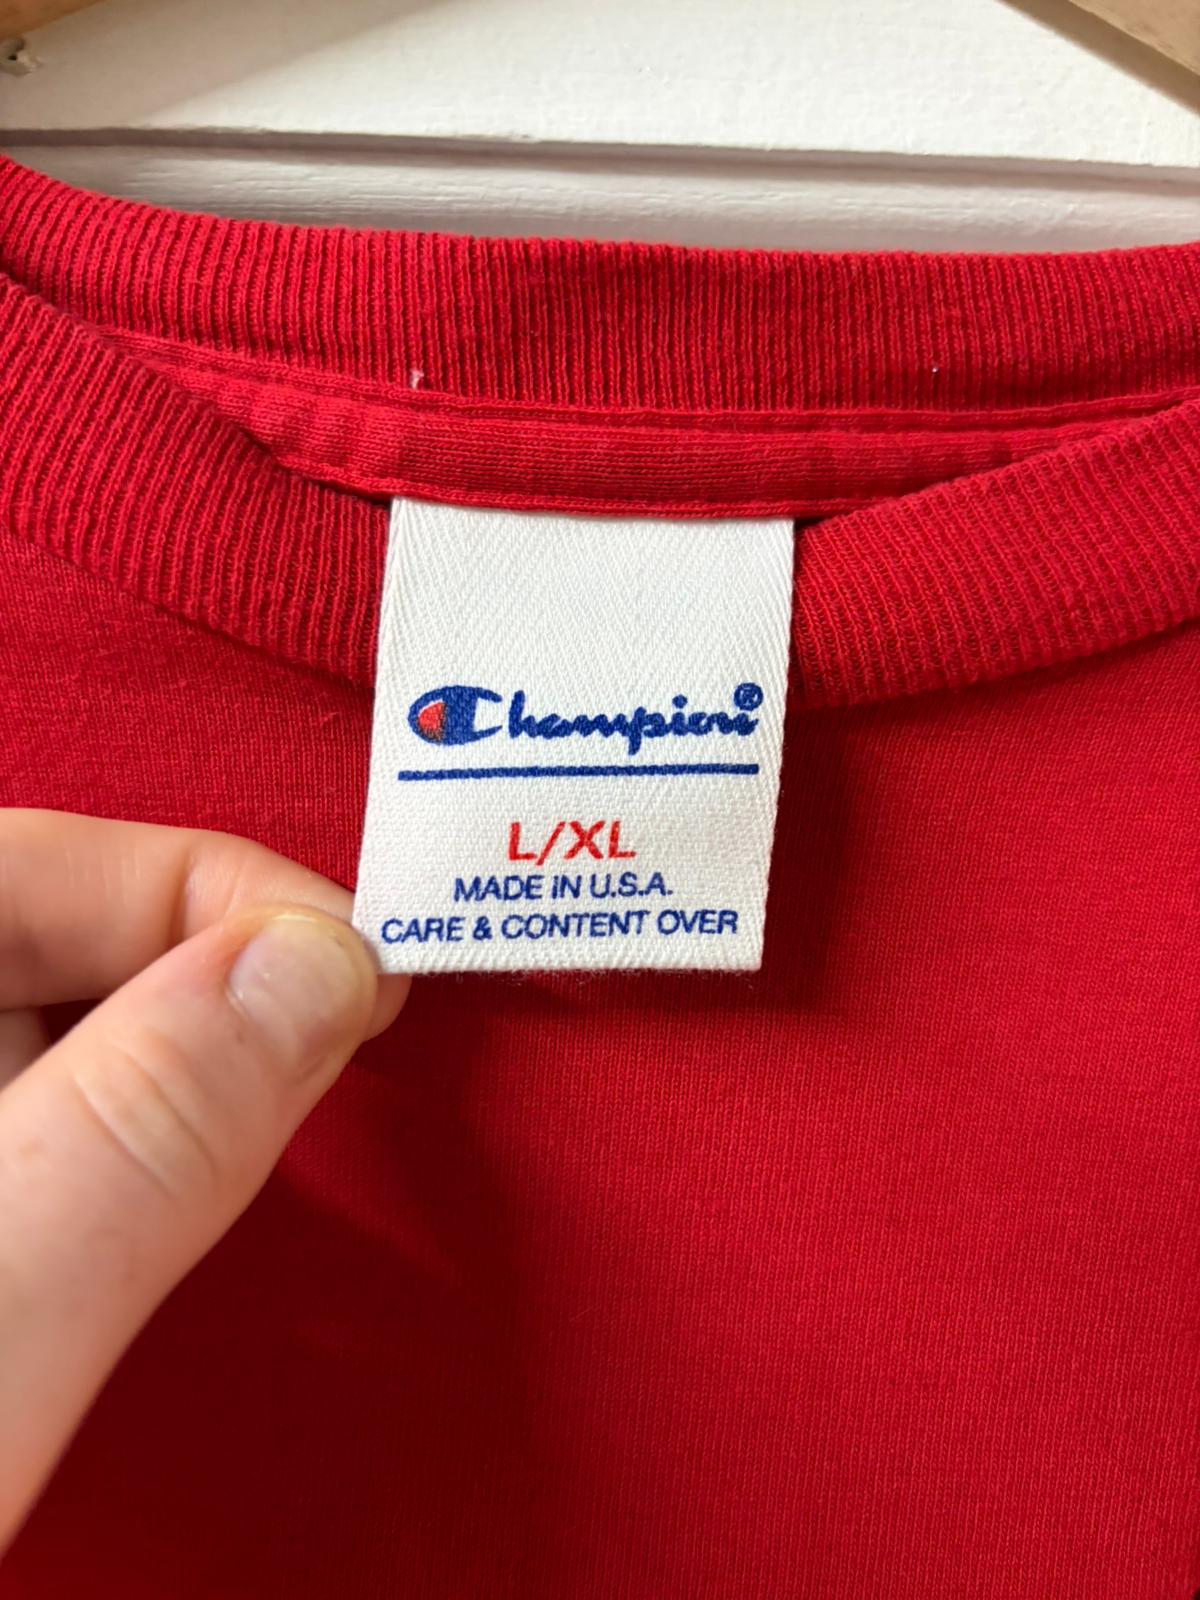 Champion®
L/XL
MADE IN U.S.A.
CARE & CONTENT OVER